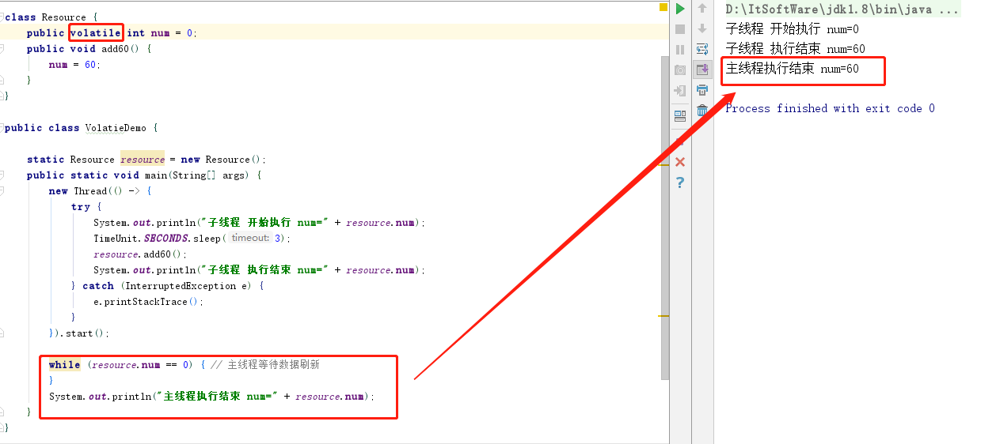 class Resource {
public volatile int num = 0;
public void add60() {
num = 60;
}
}
public class VolatieDemo {
static Resource resource = new Resource();
public static void main(String[] args) {
new Thread(() -> {
try {
System.out.println("子线程 开始执行 num=" + resource.num);
TimeUnit.SECONDS.sleep( timeout: 3);
resource.add60();
System.out.println("子线程 执行结束 num=" + resource.num);
} catch (InterruptedException e) {
e.printStackTrace();
}
}).start();
while (resource.num == 0) { // 主线程等待数据刷新
}
System.out.println("主线程执行结束 num=" + resource.num);
}
}
D:\ItSoftWare\jdk1.8\bin\java ...
子线程 开始执行 num=0
子线程 执行结束 num=60
主线程执行结束 num=60
Process finished with exit code 0